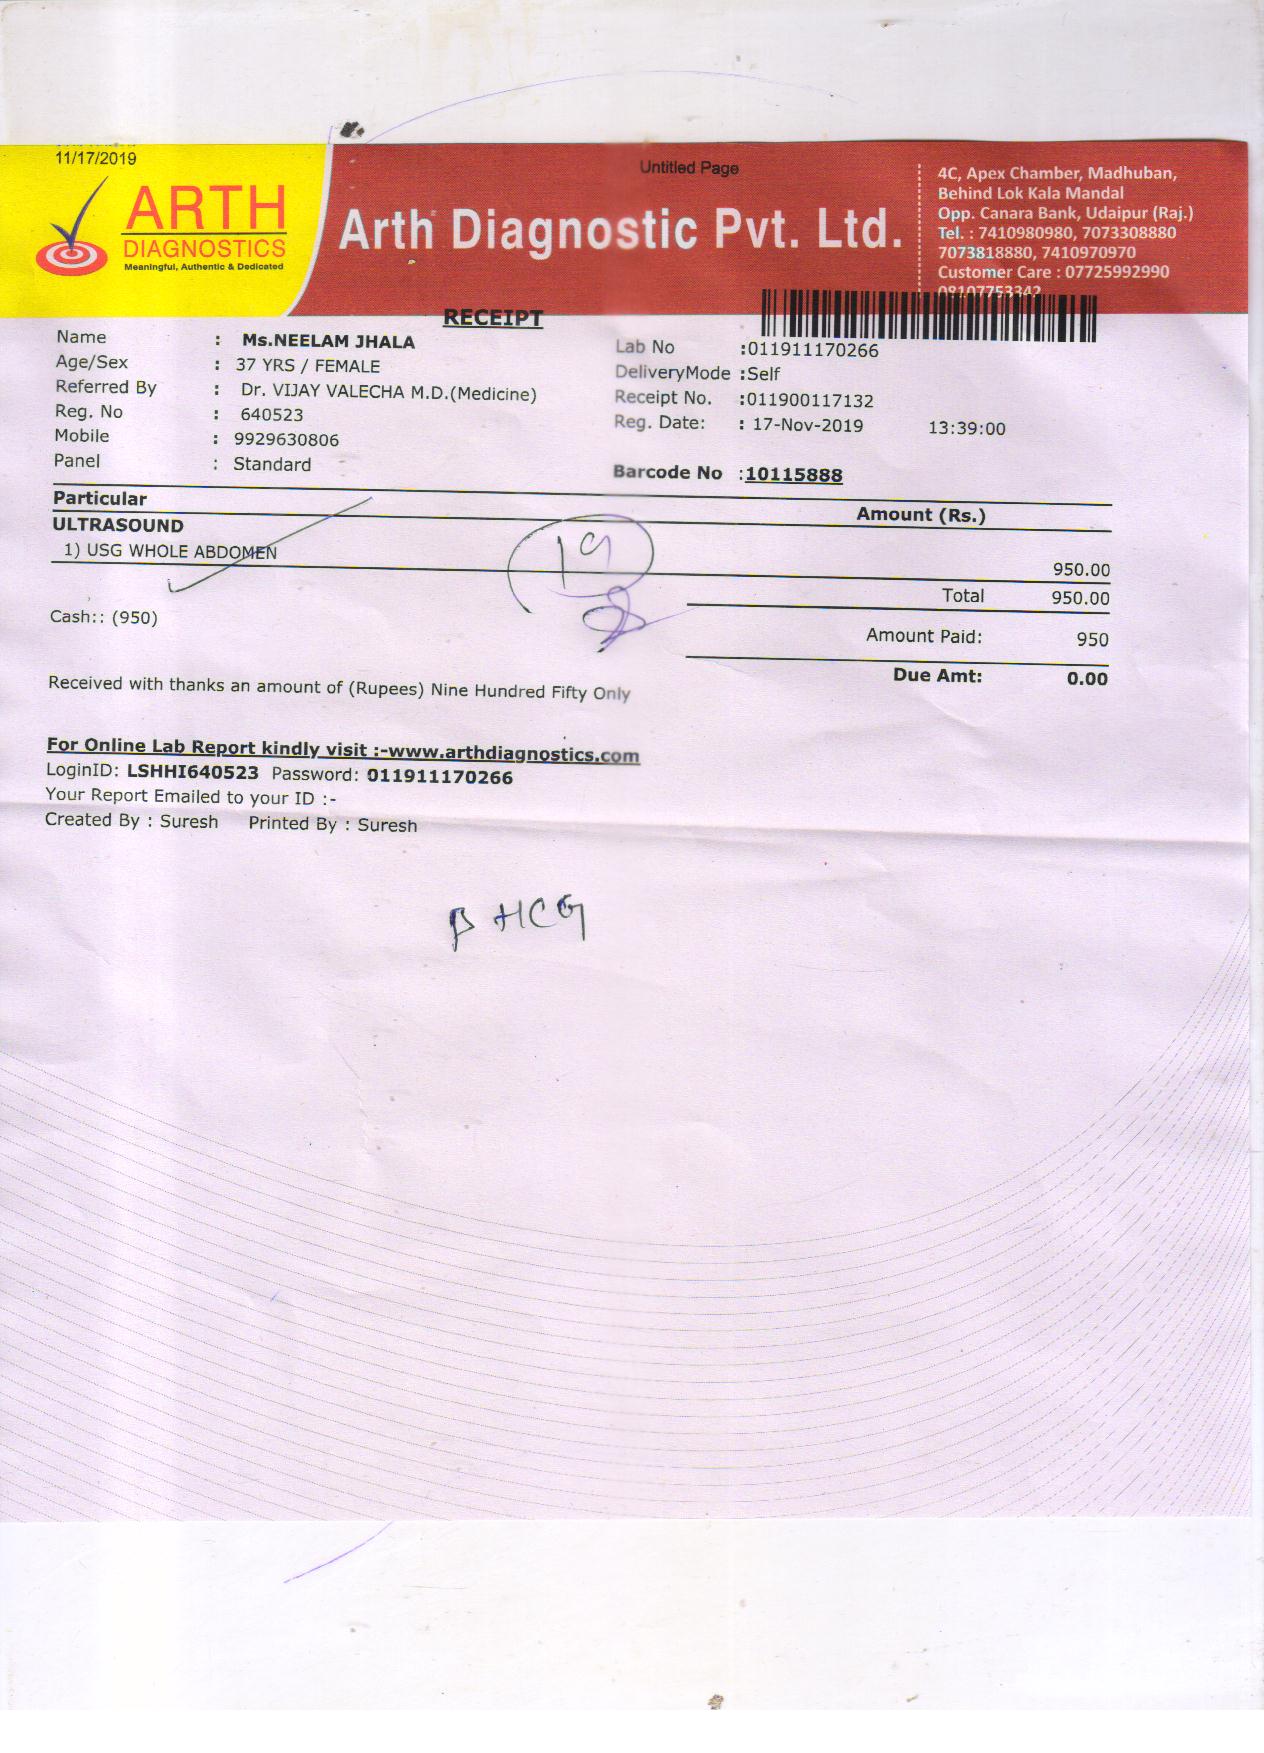 11/17/2019
Untitled Page
ARTH
DIAGNOSTICS
Meaningful, Authentic & Dedicated
Arth Diagnostic Pvt. Ltd.
4C, Apex Chamber, Madhuban,
Behind Lok Kala Mandal
Opp. Canara Bank, Udaipur (Raj.)
Tel. : 7410980980, 7073308880
7073818880, 7410970970
Customer Care : 07725992990
08107753342
RECEIPT
Name : Ms.NEELAM JHALA
Age/Sex : 37 YRS / FEMALE
Referred By : Dr. VIJAY VALECHA M.D.(Medicine)
Reg. No : 640523
Mobile : 9929630806
Panel : Standard
Lab No :011911170266
DeliveryMode :Self
Receipt No. :011900117132
Reg. Date: : 17-Nov-2019 13:39:00
Barcode No :10115888
Particular Amount (Rs.)
ULTRASOUND
1) USG WHOLE ABDOMEN 950.00
19
Total 950.00
Cash:: (950)
Amount Paid: 950
Due Amt: 0.00
Received with thanks an amount of (Rupees) Nine Hundred Fifty Only
For Online Lab Report kindly visit :-www.arthdiagnostics.com
LoginID: LSHHI640523 Password: 011911170266
Your Report Emailed to your ID :-
Created By : Suresh Printed By : Suresh
β HCG